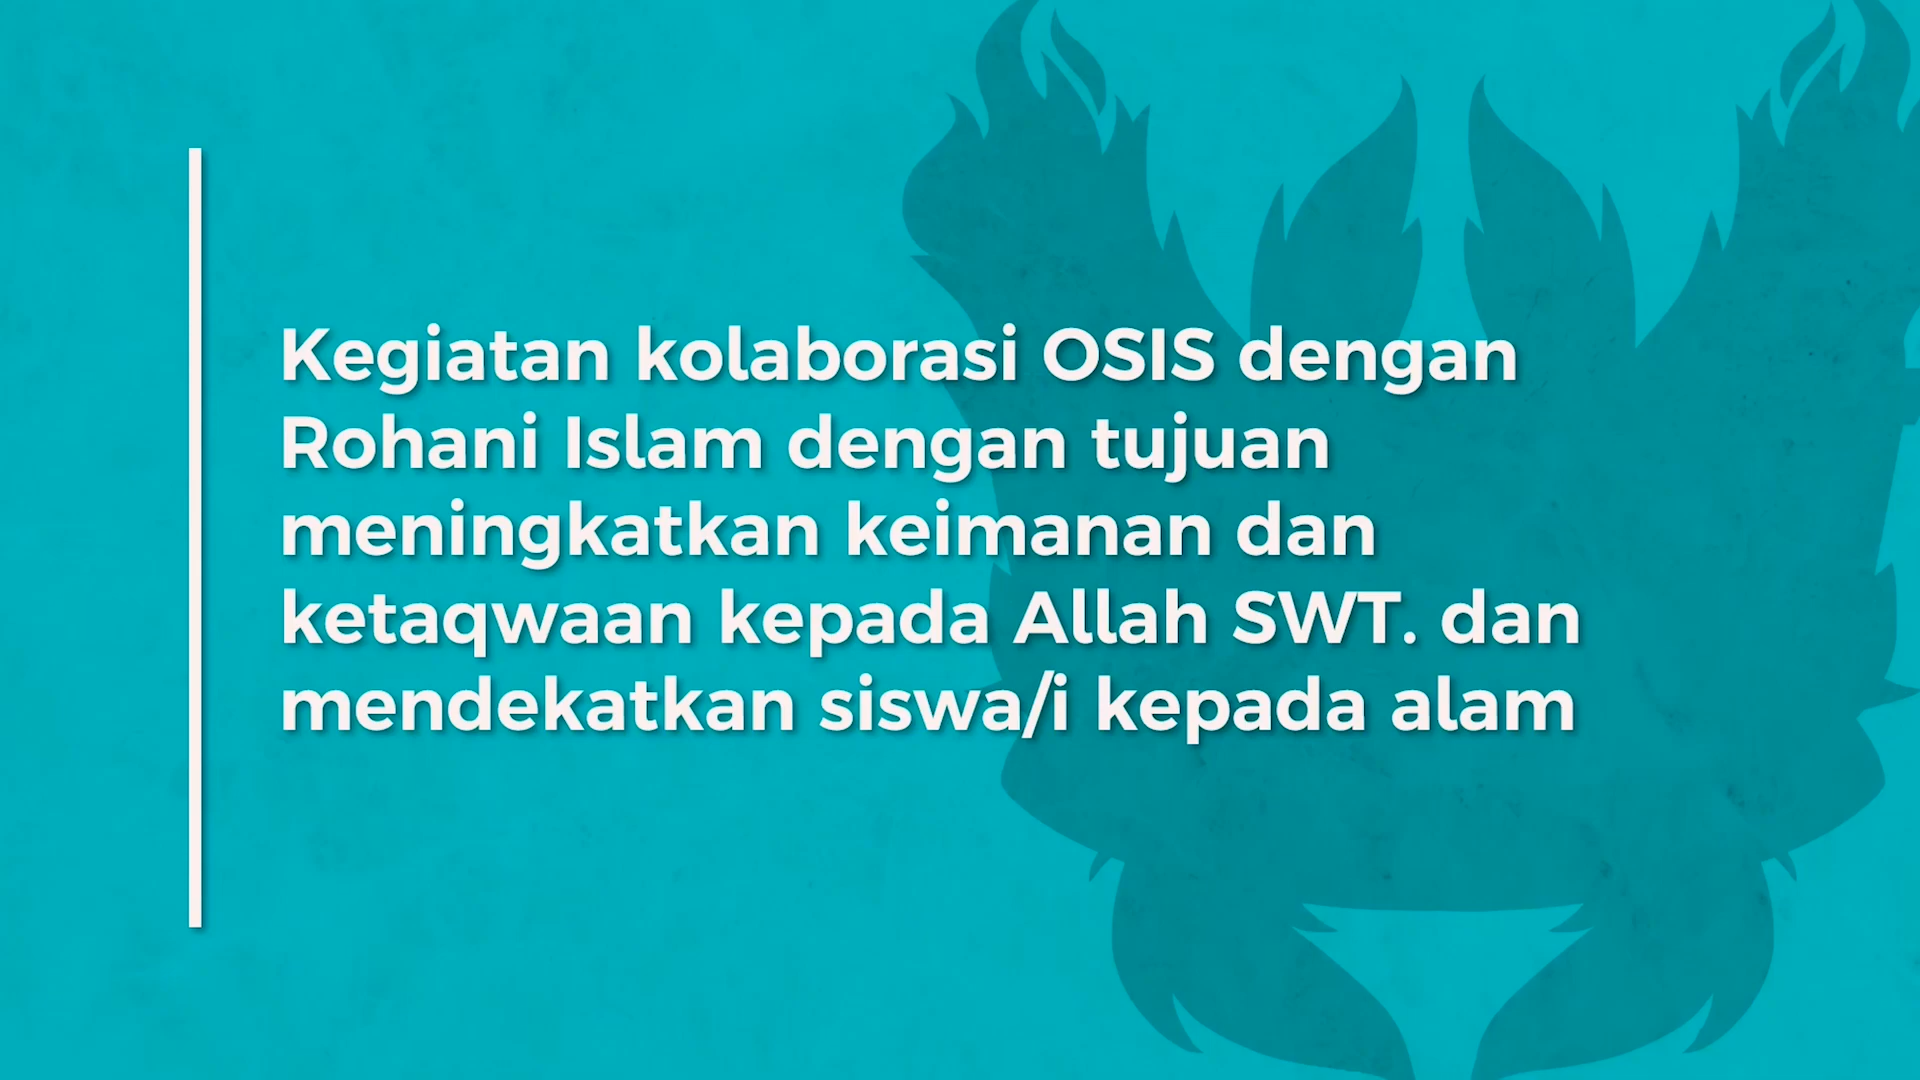 Kegiatan kolaborasi OSIS dengan
Rohani Islam dengan tujuan
meningkatkan keimanan dan
ketaqwaan kepada Allah SWT. dan
mendekatkan siswa/i kepada alam